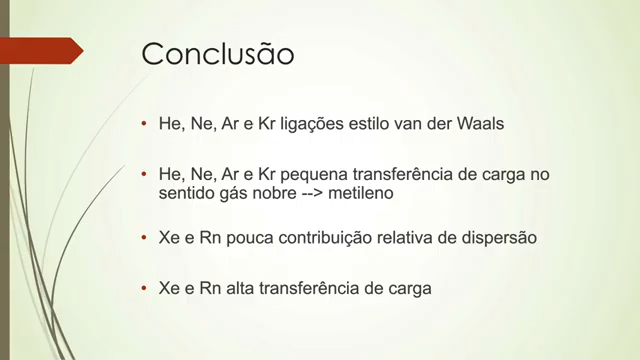 Conclusão
• He, Ne, Ar e Kr ligações estilo van der Waals
• He, Ne, Ar e Kr pequena transferência de carga no
sentido gás nobre --> metileno
• Xe e Rn pouca contribuição relativa de dispersão
• Xe e Rn alta transferência de carga